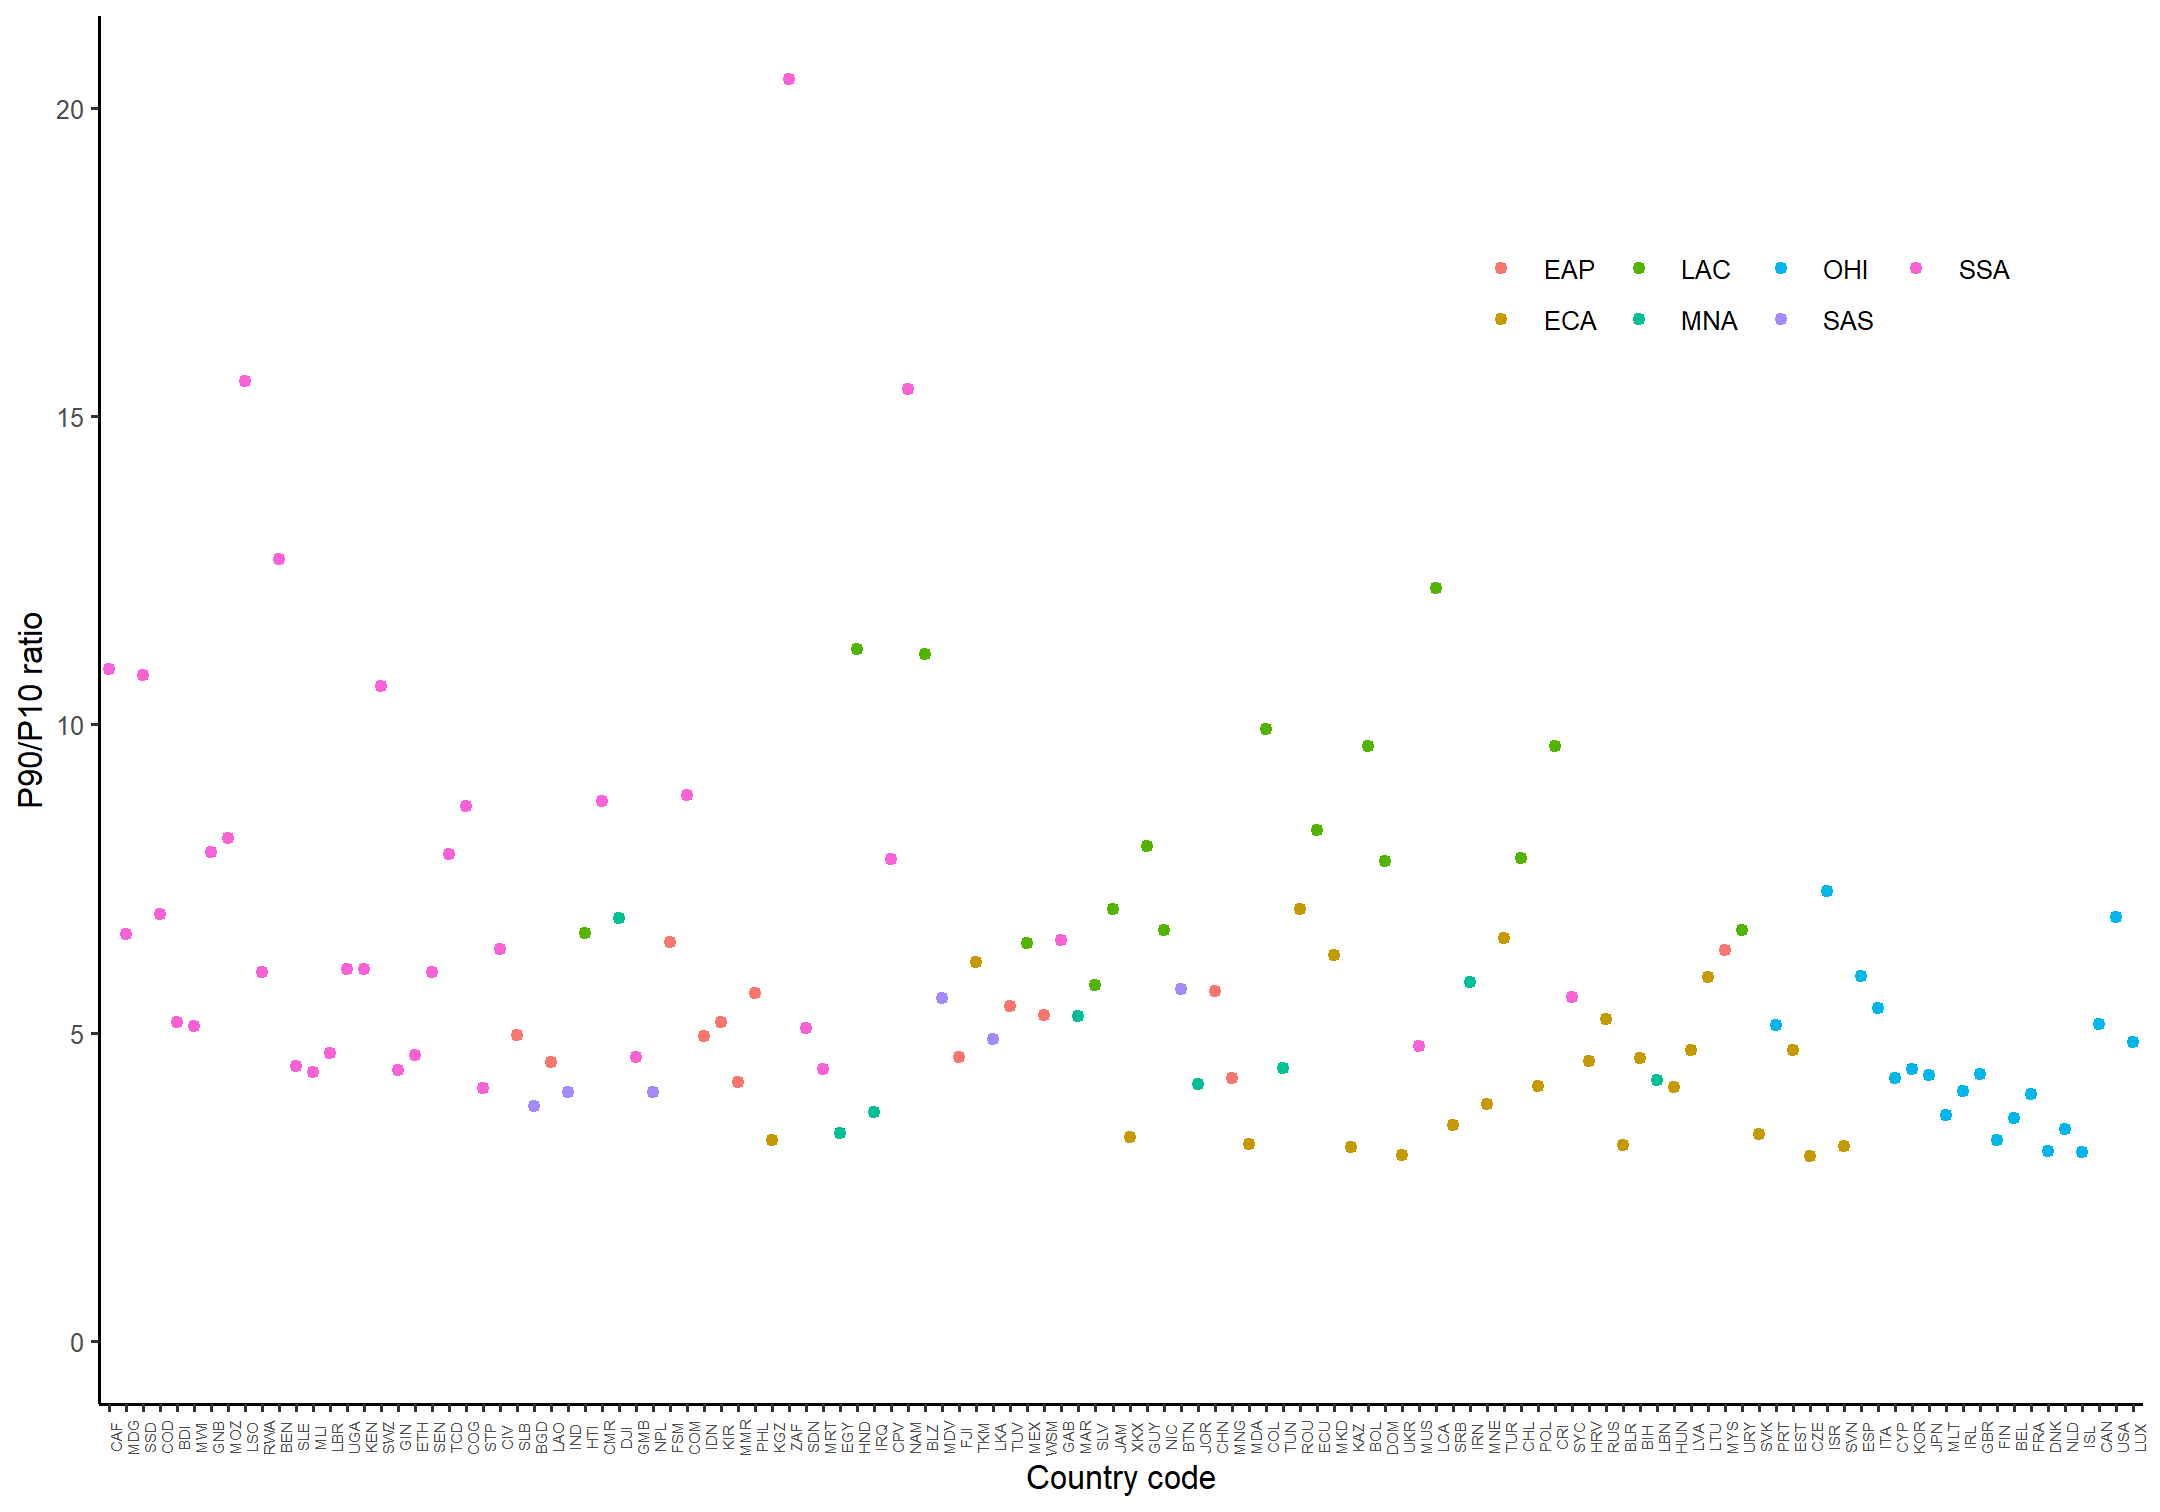 20
15
10
5
0
P90/P10 ratio
EAP LAC OHI SSA
ECA MNA SAS
CAF MDG SSD COD BDI MWI GNB MOZ LSO RWA BEN SLE MLI LBR UGA KEN SWZ GIN ETH SEN TCD COG STP CIV SLB BGD LAO IND HTI CMR DJI GMB NPL FSM COM IDN KIR MMR PHL KGZ ZAF SDN MRT EGY HND IRQ CPV NAM BLZ MDV FJI TKM LKA TUV MEX WSM GAB MAR SLV JAM XKX GUY NIC BTN JOR CHN MNG MDA COL TUN ROU ECU MKD KAZ BOL DOM UKR MUS LCA SRB IRN MNE TUR CHL POL CRI SYC HRV RUS BLR BIH LBN HUN LVA LTU MYS URY SVK PRT EST CZE ISR SVN ESP ITA CYP KOR JPN MLT IRL GBR FIN BEL FRA DNK NLD ISL CAN USA LUX
Country code